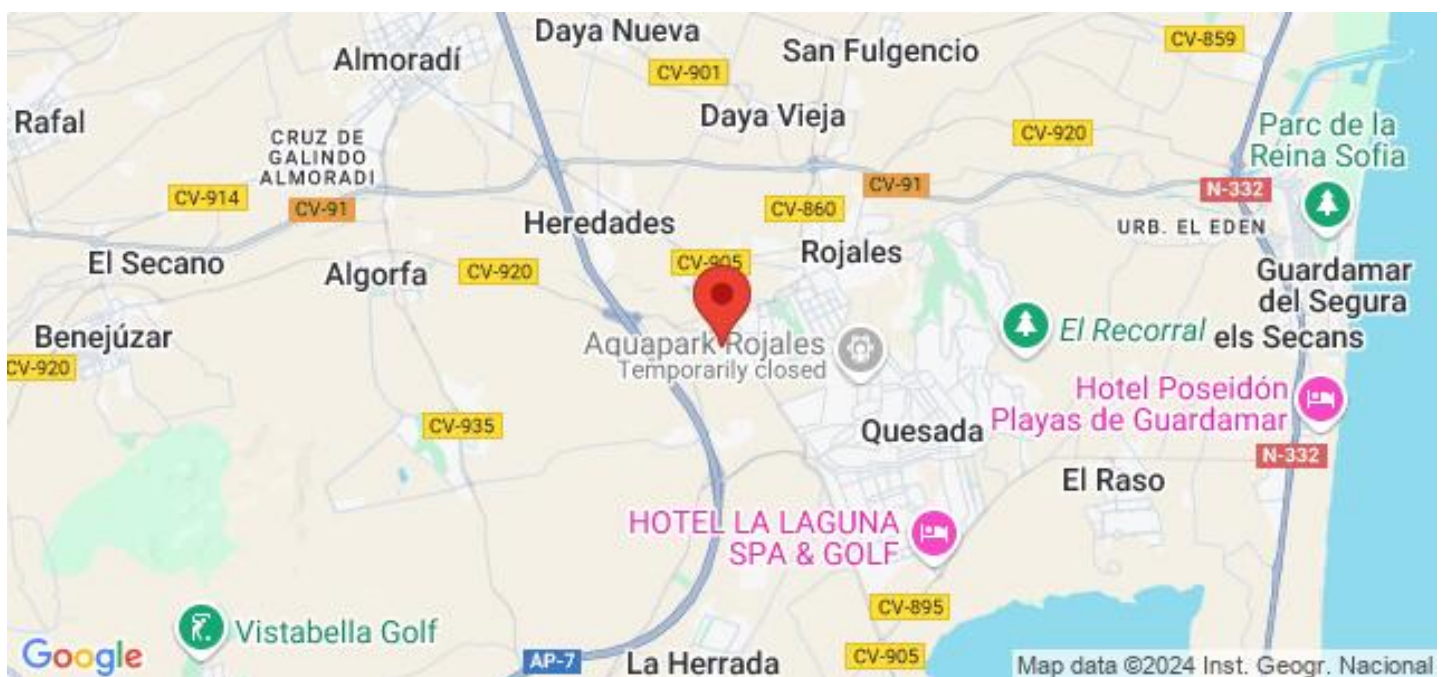 Daya Nueva
San Fulgencio
CV-859
Almoradí
CV-901
Rafal
Daya Vieja
CV-920
Parc de la
Reina Sofia
CRUZ DE
GALINDO
ALMORADI
CV-914
CV-91
CV-91
N-332
CV-860
Heredades
URB. EL EDEN
El Secano
Algorfa
CV-920
CV-905
Rojales
Guardamar
del Segura
Benejúzar
CV-920
Aquapark Rojales
Temporarily closed
El Recorral
els Secans
Hotel Poseidón
Playas de Guardamar
CV-935
Quesada
N-332
El Raso
HOTEL LA LAGUNA
SPA & GOLF
CV-895
Vistabella Golf
Google
AP-7
La Herrada
CV-905
Map data ©2024 Inst. Geogr. Nacional